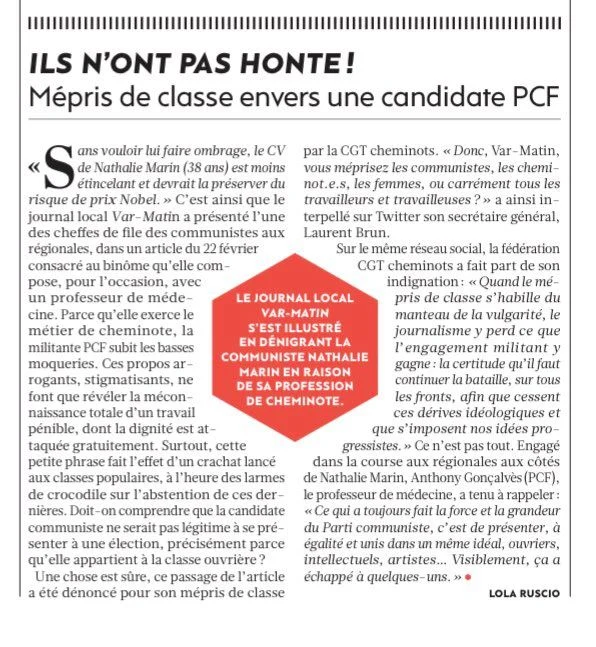 ILS N’ONT PAS HONTE !
Mépris de classe envers une candidate PCF
« Sans vouloir lui faire ombrage, le CV
de Nathalie Marin (38 ans) est moins
étincelant et devrait la préserver du
risque de prix Nobel. » C’est ainsi que le
journal local Var-Matin a présenté l’une
des cheffes de file des communistes aux
régionales, dans un article du 22 février
consacré au binôme qu’elle com-
pose, pour l’occasion, avec
un professeur de méde-
cine. Parce qu’elle exerce le
métier de cheminote, la
militante PCF subit les basses
moqueries. Ces propos ar-
rogants, stigmatisants, ne
font que révéler la mécon-
naissance totale d’un travail
pénible, dont la dignité est at-
taquée gratuitement. Surtout, cette
petite phrase fait l’effet d’un crachat lancé
aux classes populaires, à l’heure des larmes
de crocodile sur l’abstention de ces der-
nières. Doit-on comprendre que la candidate
communiste ne serait pas légitime à se pré-
senter à une élection, précisément parce
qu’elle appartient à la classe ouvrière ?
Une chose est sûre, ce passage de l’article
a été dénoncé pour son mépris de classe
LE JOURNAL LOCAL
VAR-MATIN
S’EST ILLUSTRÉ
EN DÉNIGRANT LA
COMMUNISTE NATHALIE
MARIN EN RAISON
DE SA PROFESSION
DE CHEMINOTE.
par la CGT cheminots. « Donc, Var-Matin,
vous méprisez les communistes, les chemi-
not.e.s, les femmes, ou carrément tous les
travailleurs et travailleuses ? » a ainsi in-
terpellé sur Twitter son secrétaire général,
Laurent Brun.
Sur le même réseau social, la fédération
CGT cheminots a fait part de son
indignation : « Quand le mé-
pris de classe s’habille du
manteau de la vulgarité, le
journalisme y perd ce que
l’engagement militant y
gagne : la certitude qu’il faut
continuer la bataille, sur tous
les fronts, afin que cessent
ces dérives idéologiques et
que s’imposent nos idées pro-
gressistes. » Ce n’est pas tout. Engagé
dans la course aux régionales aux côtés
de Nathalie Marin, Anthony Gonçalvès (PCF),
le professeur de médecine, a tenu à rappeler :
« Ce qui a toujours fait la force et la grandeur
du Parti communiste, c’est de présenter, à
égalité et unis dans un même idéal, ouvriers,
intellectuels, artistes... Visiblement, ça a
échappé à quelques-uns. »
LOLA RUSCIO